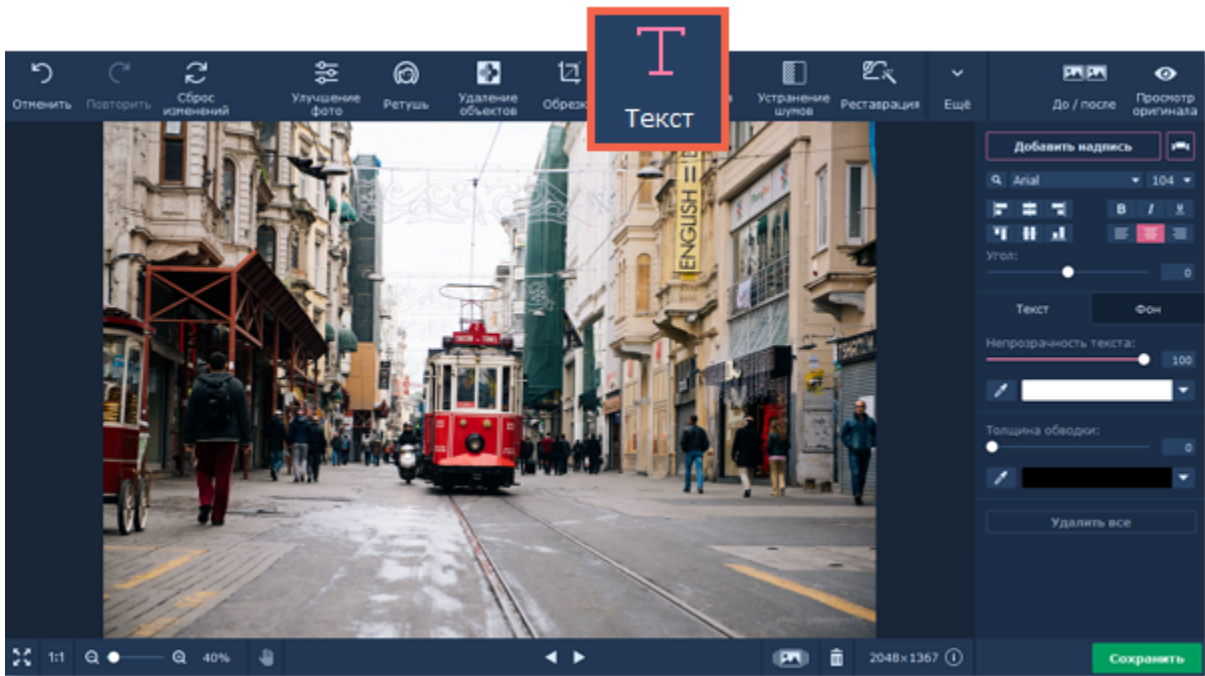 Текст
Отменить
Повторить
Сброс
изменений
Улучшение
фото
Ретушь
Удаление
объектов
Устранение
шумов
Реставрация
Ещё
До / после
Просмотр
оригинала
Добавить надпись
Arial 104
B I U
Угол:
0
Текст Фон
Непрозрачность текста:
100
Толщина обводки:
0
Удалить все
ENGLISH =
1:1
40%
2048×1367
Сохранить